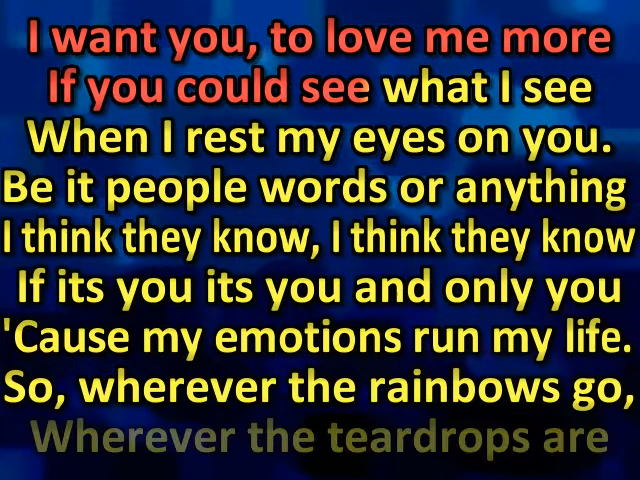 I want you, to love me more
If you could see what I see
When I rest my eyes on you.
Be it people words or anything
I think they know, I think they know
If its you its you and only you
'Cause my emotions run my life.
So, wherever the rainbows go,
Wherever the teardrops are